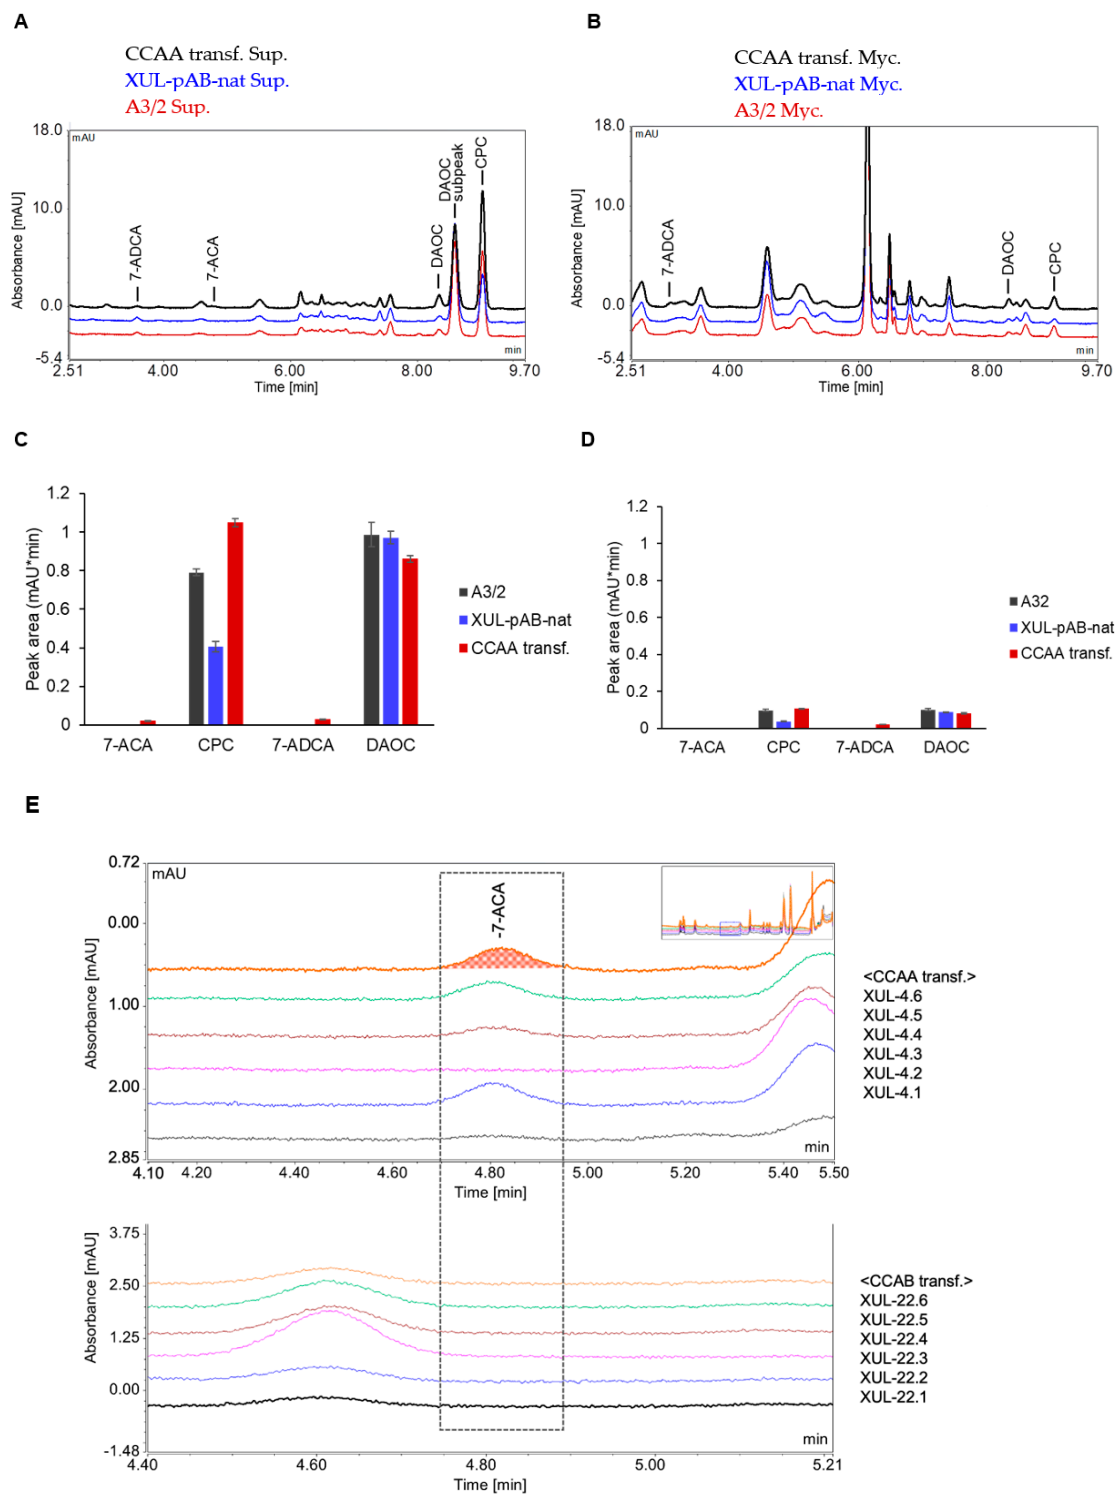 A
CCAA transf. Sup.
XUL-pAB-nat Sup.
A3/2 Sup.
18.0
mAU
10.0
0.0
-5.4
Absorbance [mAU]
7-ADCA
7-ACA
DAOC
DAOC
subpeak
CPC
min
2.51
4.00
6.00
8.00
9.70
Time [min]
B
CCAA transf. Myc.
XUL-pAB-nat Myc.
A3/2 Myc.
18.0
mAU
10.0
0.0
-5.4
Absorbance [mAU]
7-ADCA
DAOC
CPC
min
2.51
4.00
6.00
8.00
9.70
Time [min]
C
1.2
1
0.8
0.6
0.4
0.2
0
Peak area (mAU*min)
7-ACA
CPC
7-ADCA
DAOC
A3/2
XUL-pAB-nat
CCAA transf.
D
1.2
1
0.8
0.6
0.4
0.2
0
Peak area (mAU*min)
7-ACA
CPC
7-ADCA
DAOC
A32
XUL-pAB-nat
CCAA transf.
E
0.72
mAU
0.00
1.00
2.00
2.85
Absorbance [mAU]
-7-ACA
min
4.10
4.20
4.40
4.60
4.80
5.00
5.20
5.40
5.50
Time [min]
<CCAA transf.>
XUL-4.6
XUL-4.5
XUL-4.4
XUL-4.3
XUL-4.2
XUL-4.1
3.75
2.50
1.25
0.00
-1.48
Absorbance [mAU]
min
4.40
4.60
4.80
5.00
5.21
Time [min]
<CCAB transf.>
XUL-22.6
XUL-22.5
XUL-22.4
XUL-22.3
XUL-22.2
XUL-22.1